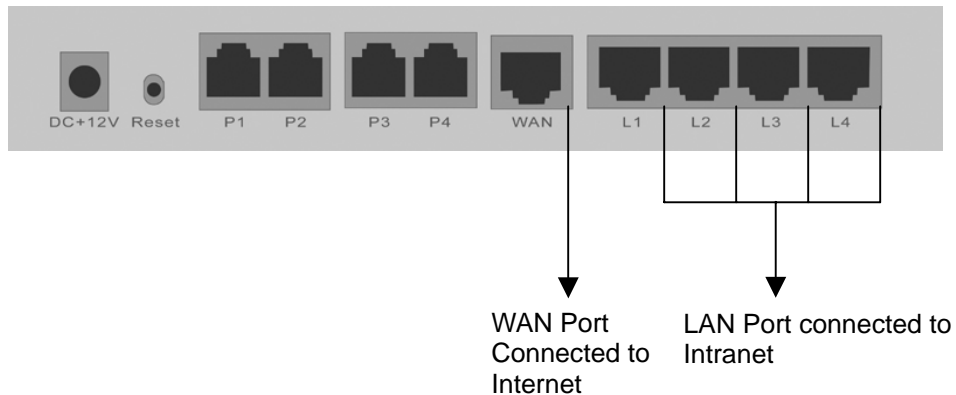 DC+12V Reset P1 P2 P3 P4 WAN L1 L2 L3 L4
WAN Port
Connected to
Internet
LAN Port connected to
Intranet